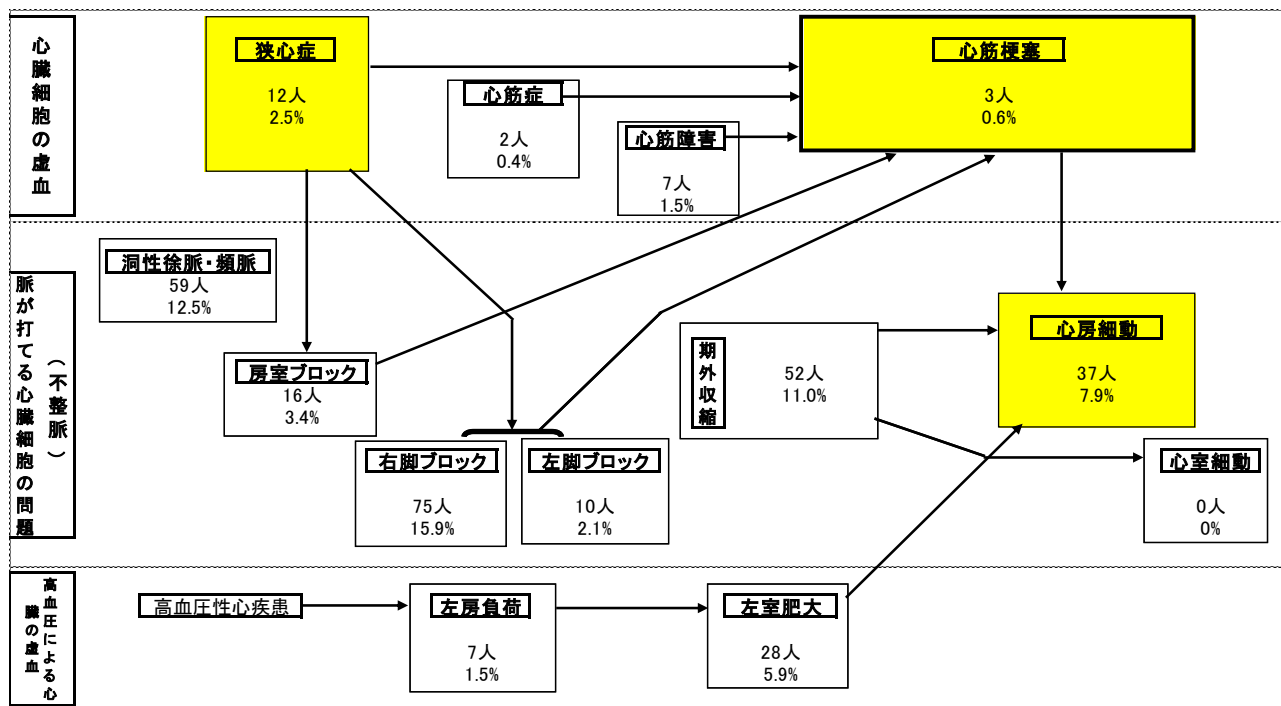 心臓細胞の虚血
狭心症
12人
2.5%
心筋症
2人
0.4%
心筋障害
7人
1.5%
心筋梗塞
3人
0.6%
脈が打てる心臓細胞の問題
（不整脈）
洞性徐脈・頻脈
59人
12.5%
房室ブロック
16人
3.4%
右脚ブロック
75人
15.9%
左脚ブロック
10人
2.1%
期外収縮
52人
11.0%
心房細動
37人
7.9%
心室細動
0人
0%
高血圧による心
臓の虚血
高血圧性心疾患
左房負荷
7人
1.5%
左室肥大
28人
5.9%